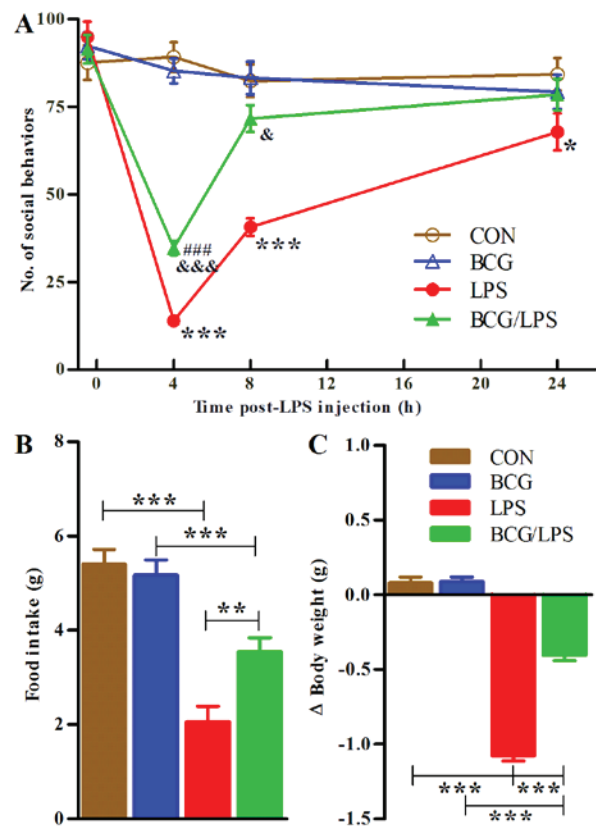 A
No. of social behaviors
100
75
50
25
0
&
*
###
&&&
***
***
CON
BCG
LPS
BCG/LPS
0 4 8 12 16 20 24
Time post-LPS injection (h)
B
Food intake (g)
8
6
4
2
0
***
***
**
C
CON
BCG
LPS
BCG/LPS
Δ Body weight (g)
1.0
0.5
0.0
-0.5
-1.0
-1.5
*** ***
***